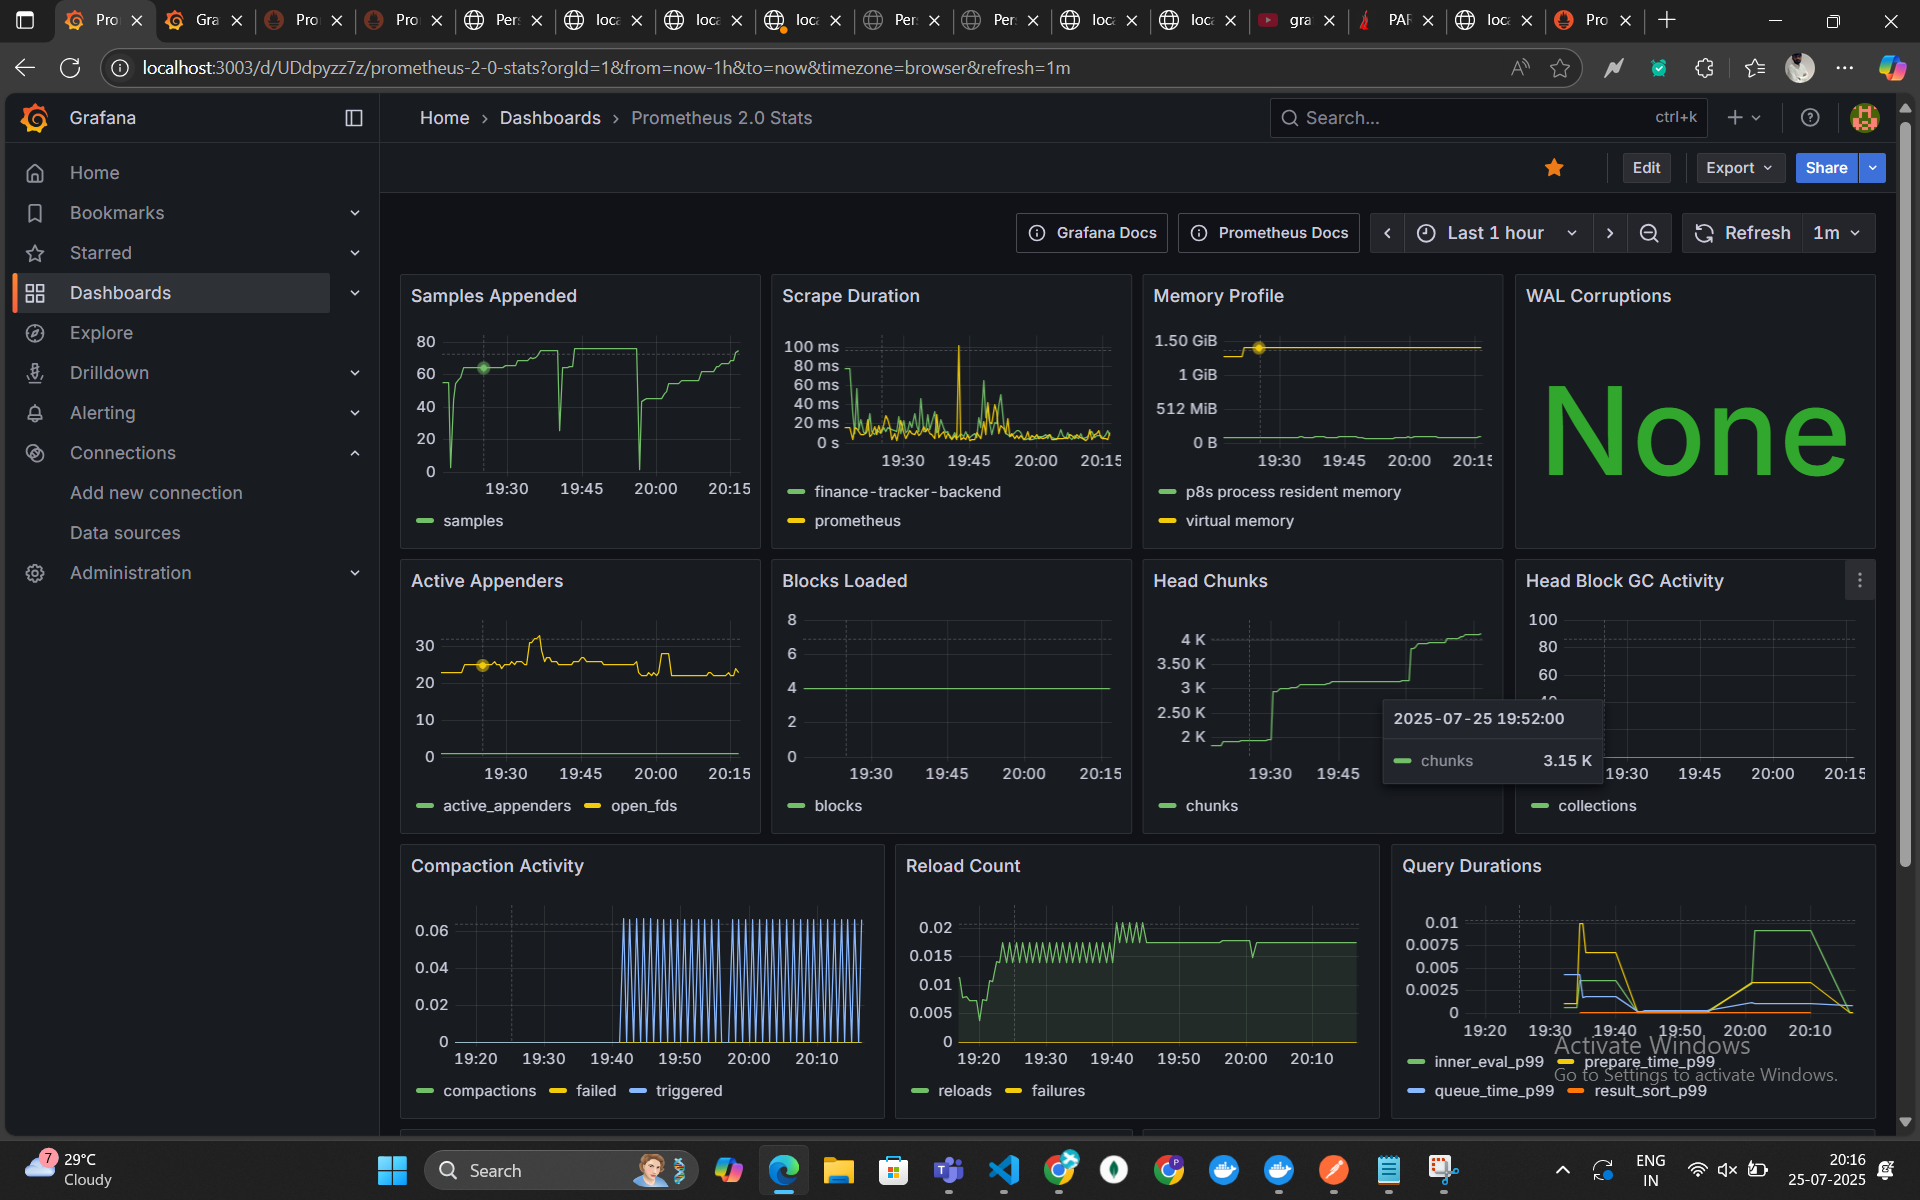 Pro
Gra
Pro
Pro
Pers
loca
loca
loca
Per
Per
loca
loca
gra
PAR
loca
Pro
localhost:3003/d/UDdpyzz7z/prometheus-2-0-stats?orgId=1&from=now-1h&to=now&timezone=browser&refresh=1m
Grafana
Home › Dashboards › Prometheus 2.0 Stats
Search...
ctrl+k
Edit
Export
Share
Home
Bookmarks
Starred
Dashboards
Explore
Drilldown
Alerting
Connections
Add new connection
Data sources
Administration
Grafana Docs
Prometheus Docs
Last 1 hour
Refresh
1m
Samples Appended
80
60
40
20
0
19:30 19:45 20:00 20:15
samples
Scrape Duration
100 ms
80 ms
60 ms
40 ms
20 ms
0 s
19:30 19:45 20:00 20:15
finance-tracker-backend
prometheus
Memory Profile
1.50 GiB
1 GiB
512 MiB
0 B
19:30 19:45 20:00 20:15
p8s process resident memory
virtual memory
WAL Corruptions
None
Active Appenders
30
20
10
0
19:30 19:45 20:00 20:15
active_appenders open_fds
Blocks Loaded
8
6
4
2
0
19:30 19:45 20:00 20:15
blocks
Head Chunks
4 K
3.50 K
3 K
2.50 K
2 K
19:30 19:45
chunks
2025-07-25 19:52:00
chunks 3.15 K
Head Block GC Activity
100
80
60
40
19:30 19:45 20:00 20:15
collections
Compaction Activity
0.06
0.04
0.02
0
19:20 19:30 19:40 19:50 20:00 20:10
compactions failed triggered
Reload Count
0.02
0.015
0.01
0.005
0
19:20 19:30 19:40 19:50 20:00 20:10
reloads failures
Query Durations
0.01
0.0075
0.005
0.0025
0
19:20 19:30 19:40 19:50 20:00 20:10
inner_eval_p99 prepare_time_p99
queue_time_p99 result_sort_p99
Activate Windows
Go to Settings to activate Windows.
7
29°C
Cloudy
Search
ENG
IN
20:16
25-07-2025